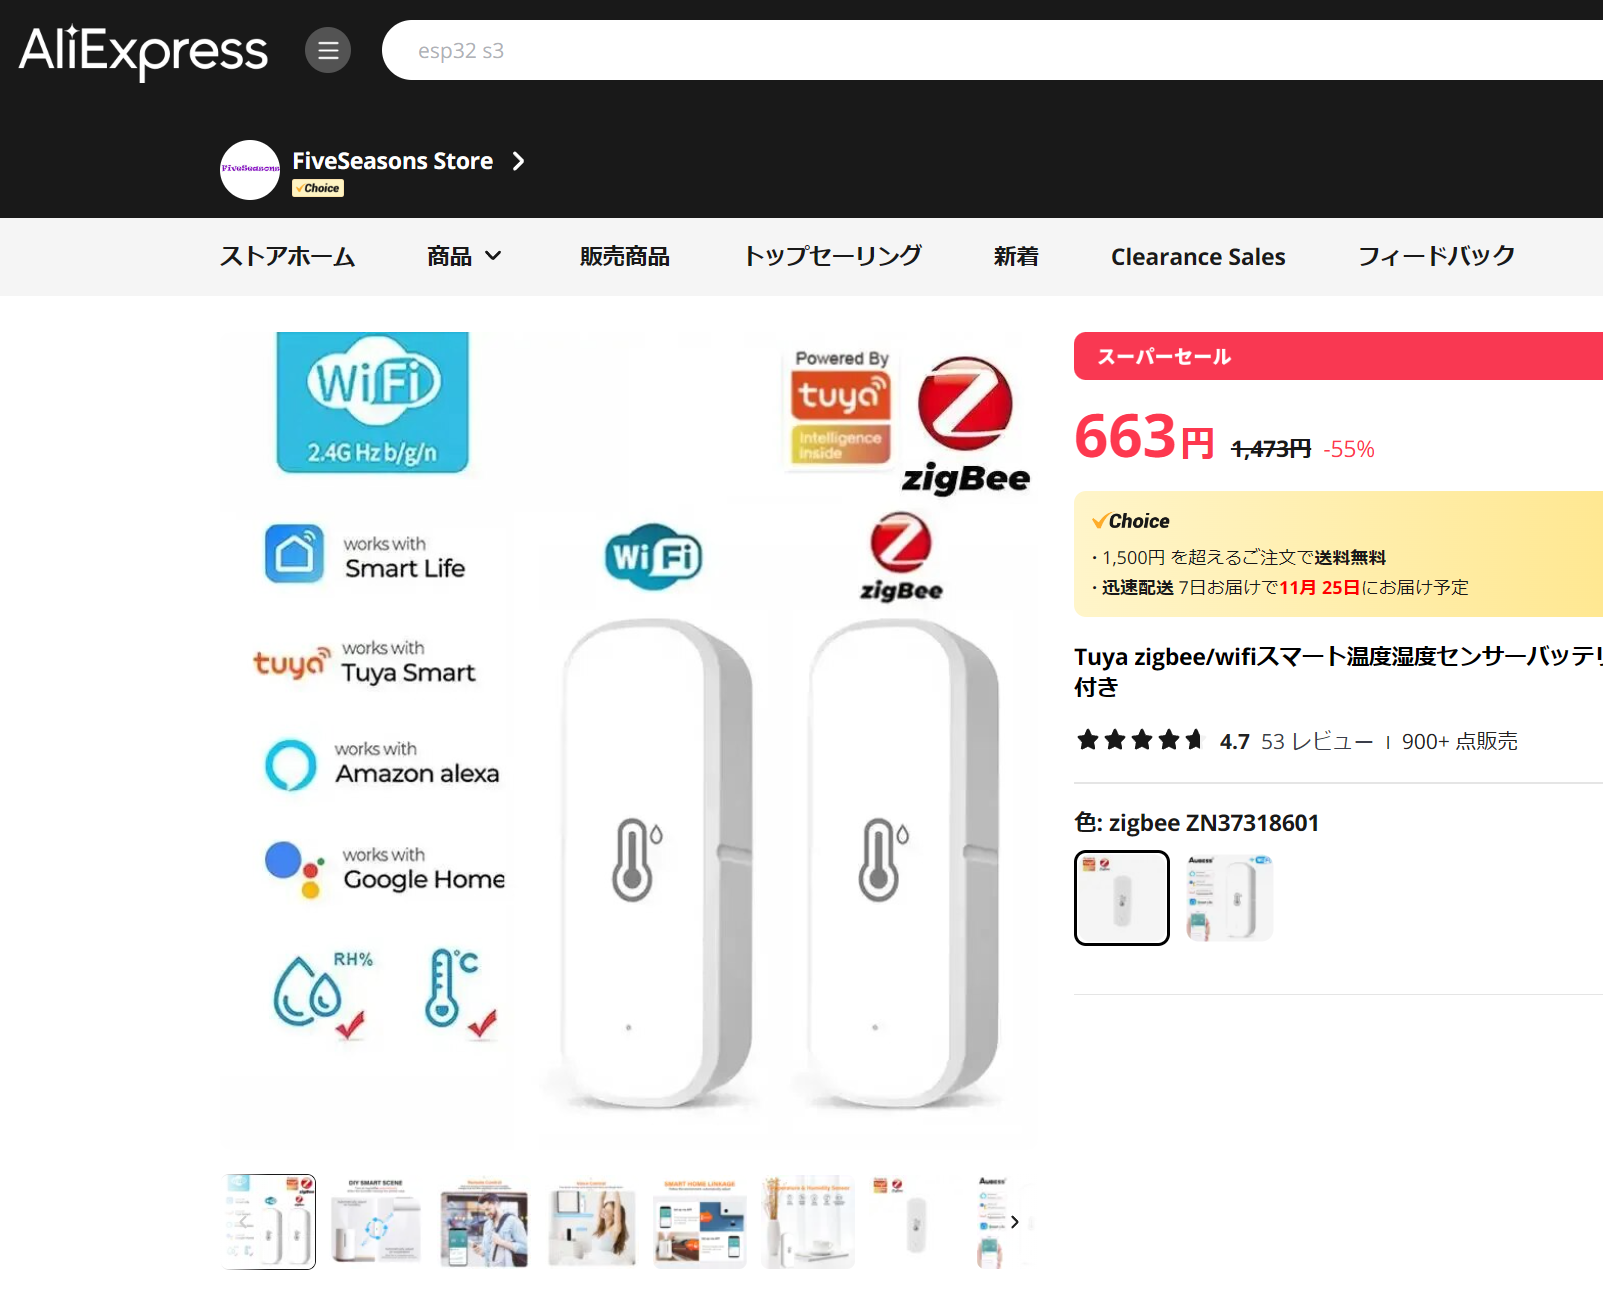 AliExpress
esp32 s3
FiveSeasons
FiveSeasons Store
Choice
ストアホーム
商品
販売商品
トップセーリング
新着
Clearance Sales
フィードバック
WiFi
2.4G Hz b/g/n
Powered By
tuya
Intelligence
inside
zigBee
works with
Smart Life
WiFi
zigBee
tuya
works with
Tuya Smart
works with
Amazon alexa
works with
Google Home
RH%
°C
スーパーセール
663円 1,473円 -55%
Choice
· 1,500円 を超えるご注文で送料無料
· 迅速配送 7日お届けで11月 25日にお届け予定
Tuya zigbee/wifiスマート温度湿度センサーバッテリ
付き
4.7 53 レビュー | 900+ 点販売
色: zigbee ZN37318601
AUBESS
DIY SMART SCENE
Remote Control
Voice Control
SMART HOME LINKAGE
Temperature & Humidity Sensor
AUBESS